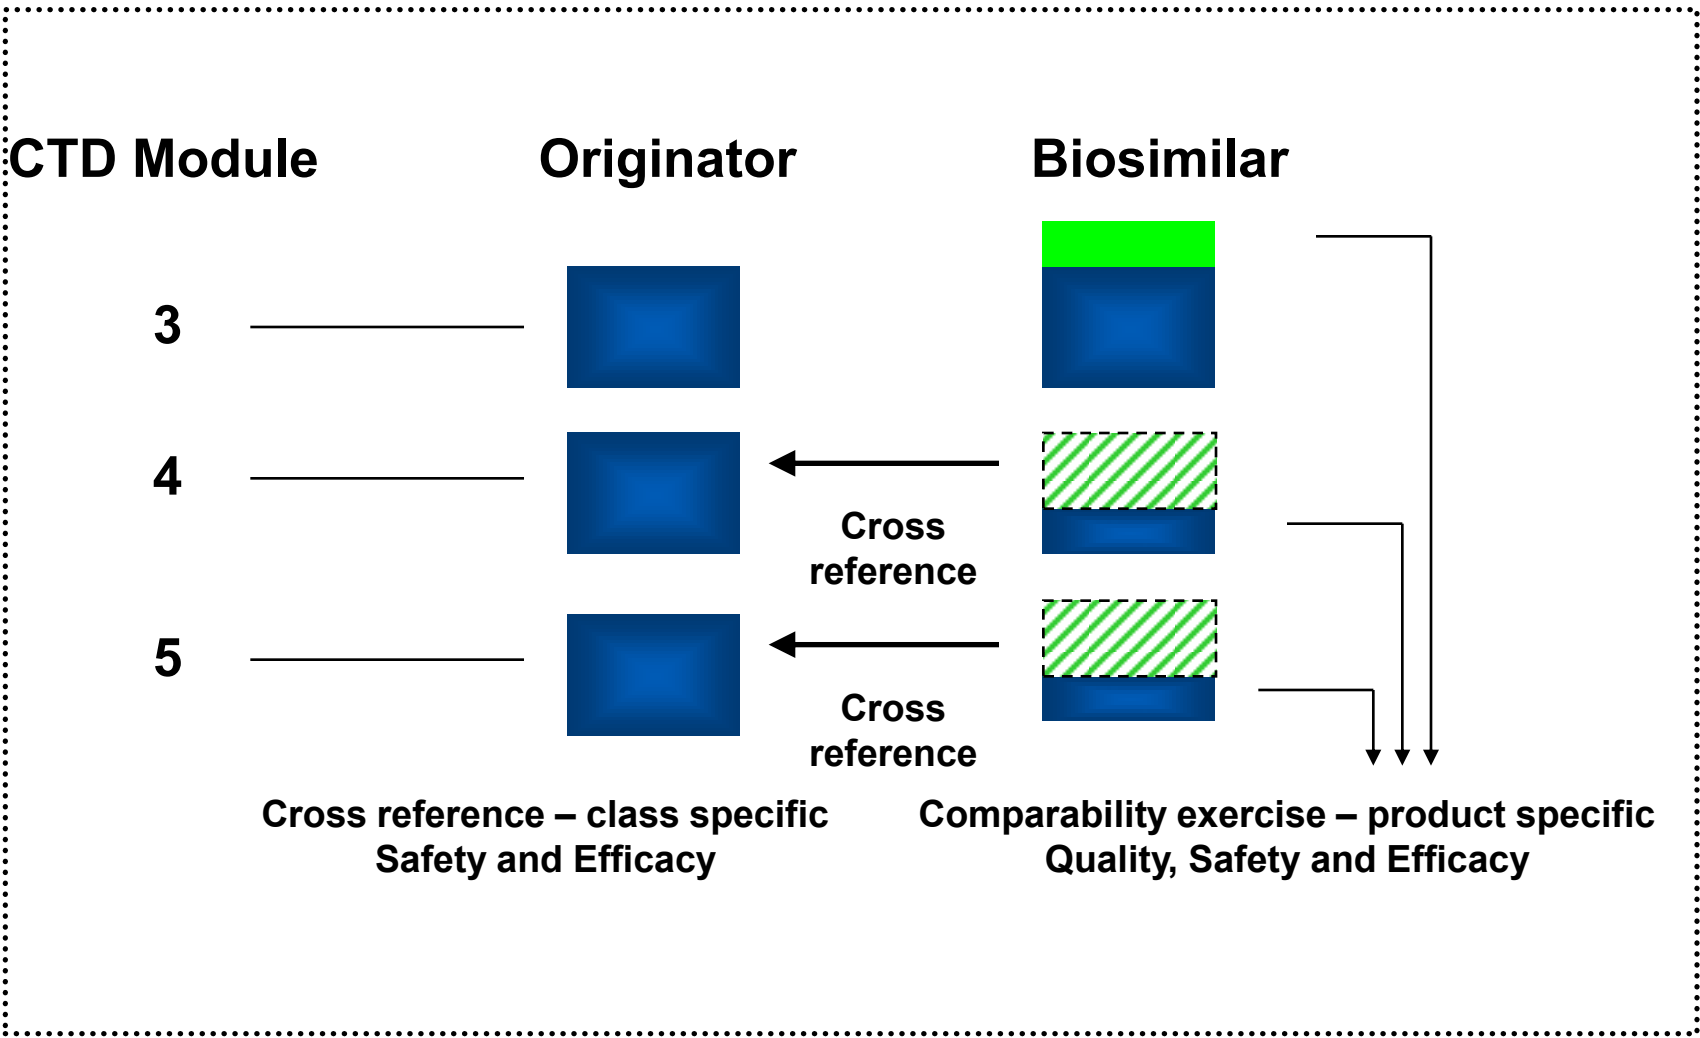 CTD Module Originator Biosimilar
3
4
Cross
reference
5
Cross
reference
Cross reference – class specific
Safety and Efficacy
Comparability exercise – product specific
Quality, Safety and Efficacy